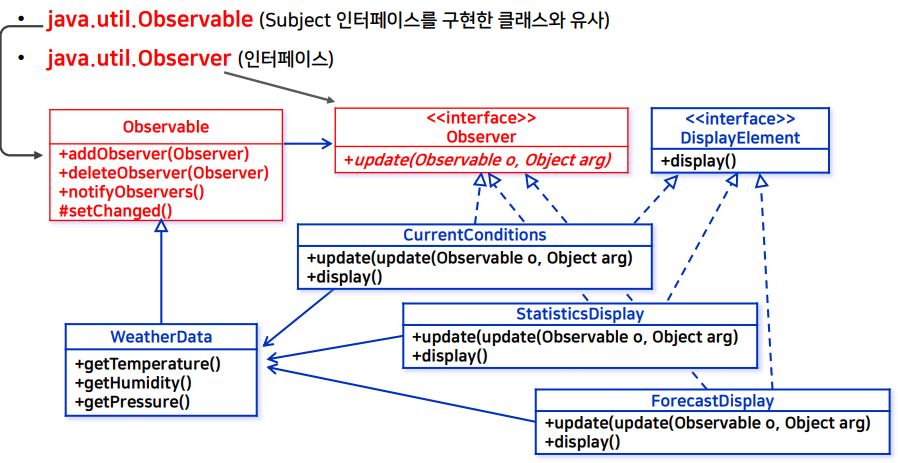 • java.util.Observable (Subject 인터페이스를 구현한 클래스와 유사)
• java.util.Observer (인터페이스)
Observable
+addObserver(Observer)
+deleteObserver(Observer)
+notifyObservers()
#setChanged()
<<interface>>
Observer
+update(Observable o, Object arg)
<<interface>>
DisplayElement
+display()
CurrentConditions
+update(update(Observable o, Object arg)
+display()
StatisticsDisplay
+update(update(Observable o, Object arg)
+display()
WeatherData
+getTemperature()
+getHumidity()
+getPressure()
ForecastDisplay
+update(update(Observable o, Object arg)
+display()